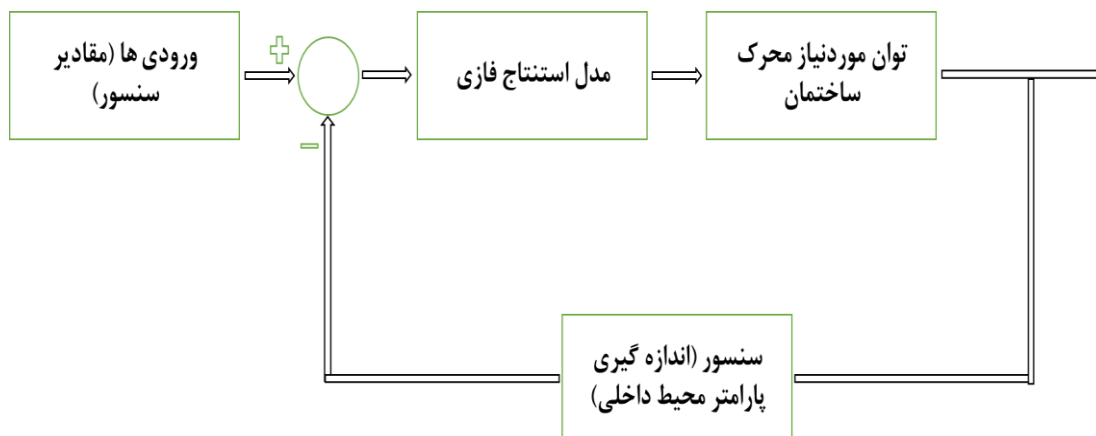 ورودی ها (مقادیر
سنسور)
+
مدل استنتاج فازی
توان موردنیاز محرک
ساختمان
−
سنسور (اندازه گیری
پارامتر محیط داخلی)